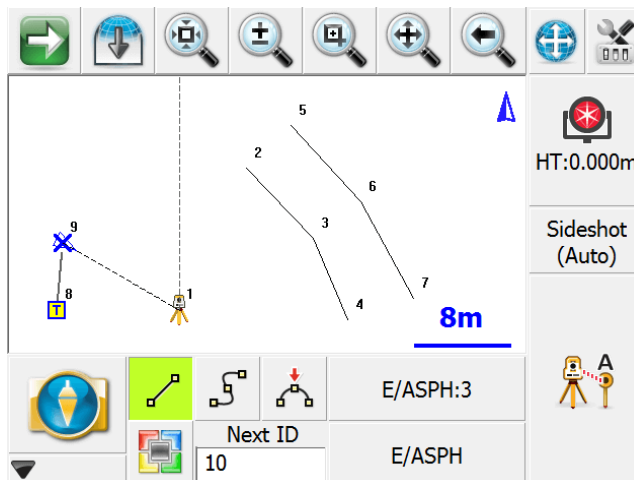 5
2
6
HT:0.000m
9
3
Sideshot
(Auto)
8
1
7
T
4
8m
A
E/ASPH:3
Next ID
10
E/ASPH